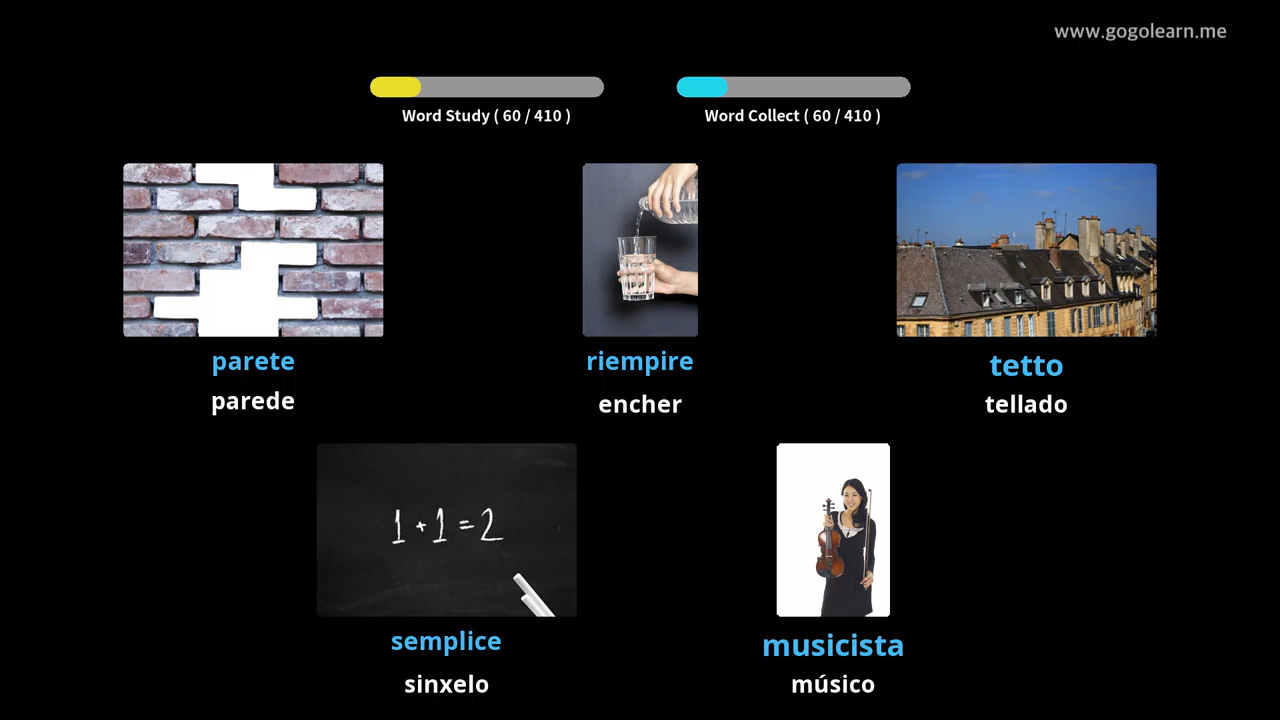 www.gogolearn.me
Word Study ( 60 / 410 )
Word Collect ( 60 / 410 )
parete
parede
riempire
encher
tetto
tellado
1 + 1 = 2
semplice
sinxelo
musicista
músico